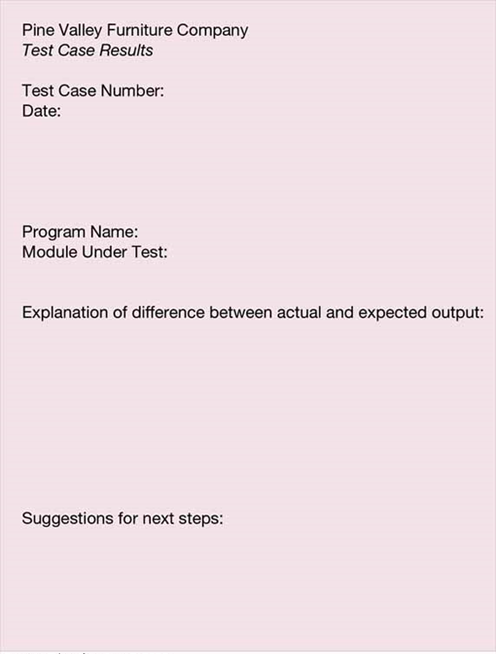 Pine Valley Furniture Company
Test Case Results
Test Case Number:
Date:
Program Name:
Module Under Test:
Explanation of difference between actual and expected output:
Suggestions for next steps: